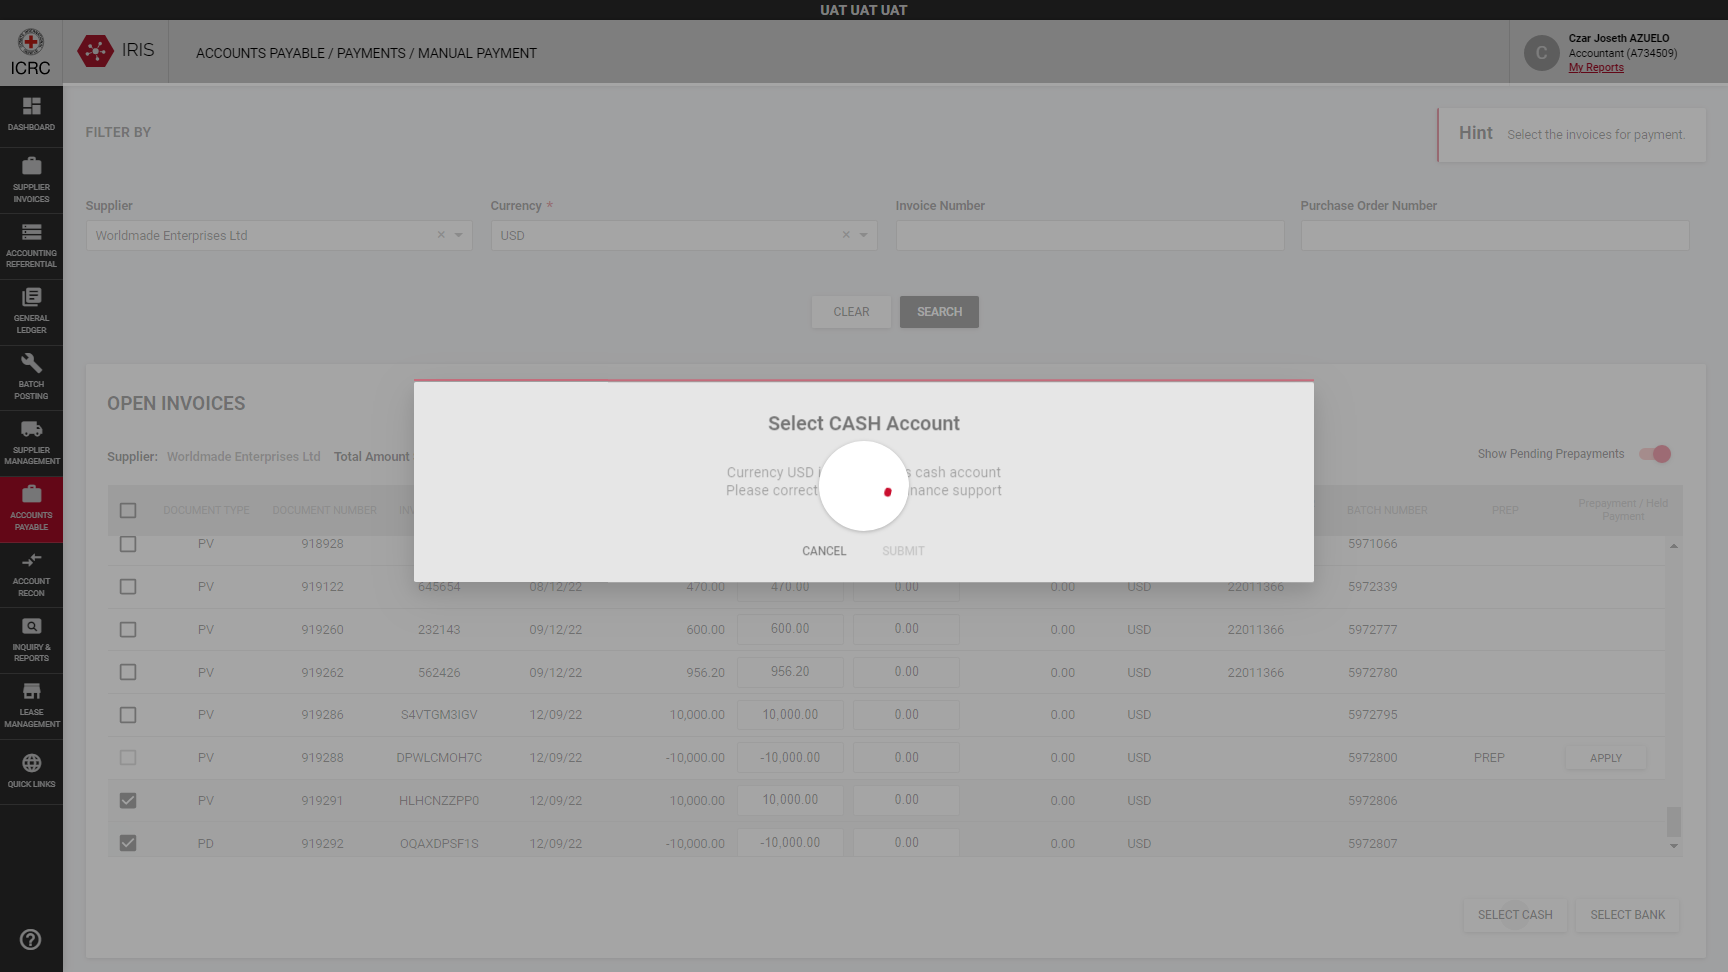 UAT UAT UAT
ICRC
IRIS
ACCOUNTS PAYABLE / PAYMENTS / MANUAL PAYMENT
C
Czar Joseth AZUELO
Accountant (A734509)
My Reports
DASHBOARD
SUPPLIER
INVOICES
ACCOUNTING
REFERENTIAL
GENERAL
LEDGER
BATCH
POSTING
SUPPLIER
MANAGEMENT
ACCOUNTS
PAYABLE
ACCOUNT
RECON
INQUIRY &
REPORTS
LEASE
MANAGEMENT
QUICK LINKS
FILTER BY
Hint Select the invoices for payment.
Supplier Currency * Invoice Number Purchase Order Number
Worldmade Enterprises Ltd × USD ×
CLEAR SEARCH
OPEN INVOICES
Supplier: Worldmade Enterprises Ltd Total Amount
Show Pending Prepayments
DOCUMENT TYPE DOCUMENT NUMBER BATCH NUMBER PREP Prepayment / Held
Payment
Select CASH Account
Currency USD cash account
Please correct support
CANCEL SUBMIT
PV 918928 5971066
PV 919122 645654 08/12/22 470.00 470.00 0.00 0.00 USD 22011366 5972339
PV 919260 232143 09/12/22 600.00 600.00 0.00 0.00 USD 22011366 5972777
PV 919262 562426 09/12/22 956.20 956.20 0.00 0.00 USD 22011366 5972780
PV 919286 S4VTGM3IGV 12/09/22 10,000.00 10,000.00 0.00 0.00 USD 5972795
PV 919288 DPWLCMOH7C 12/09/22 -10,000.00 -10,000.00 0.00 0.00 USD 5972800 PREP APPLY
PV 919291 HLHCNZZPP0 12/09/22 10,000.00 10,000.00 0.00 0.00 USD 5972806
PD 919292 OQAXDPSF1S 12/09/22 -10,000.00 -10,000.00 0.00 0.00 USD 5972807
SELECT CASH SELECT BANK